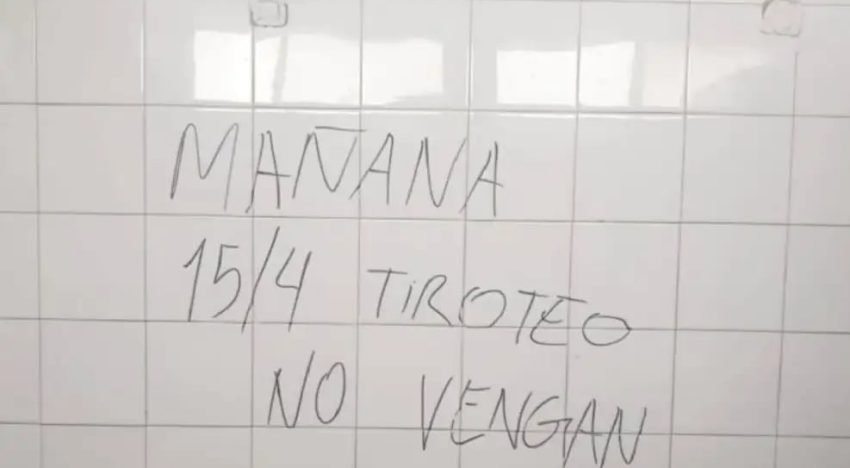 MAÑANA
15/4 TiROTEO
NO VENGAN